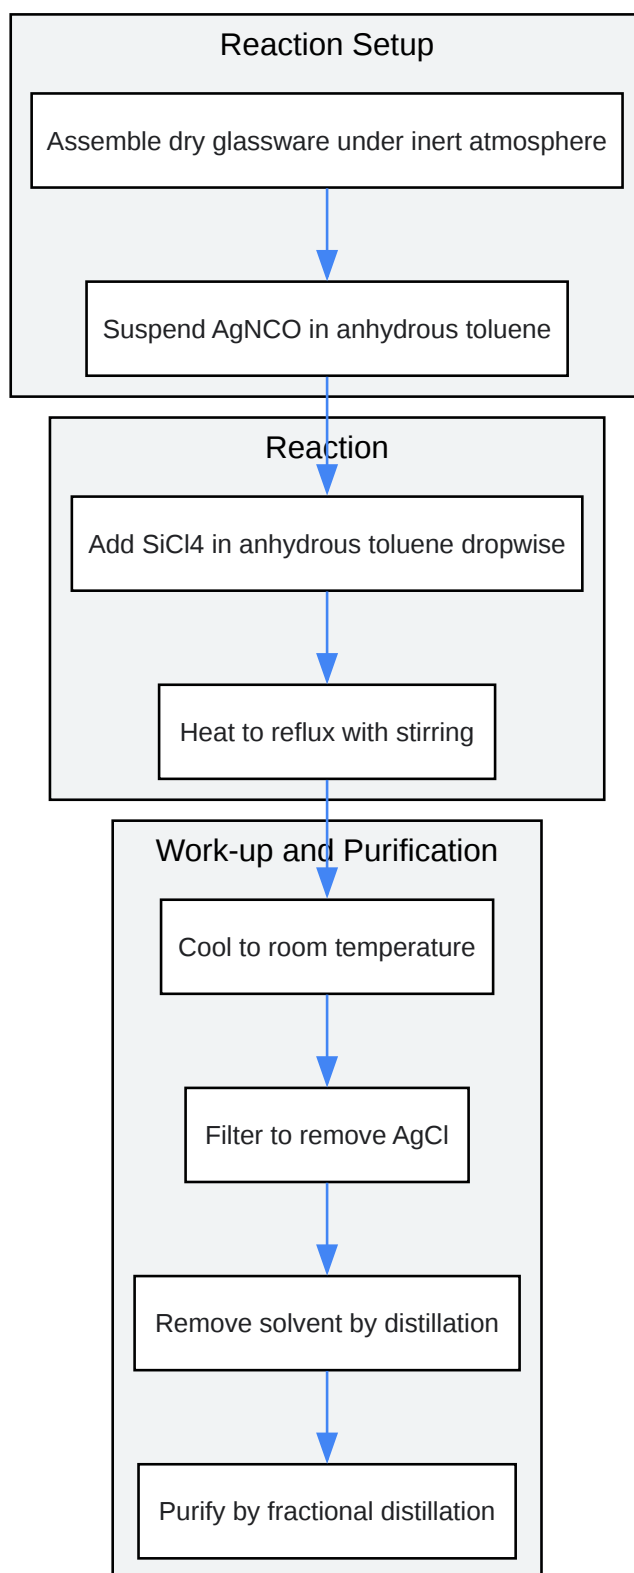 Reaction Setup
Assemble dry glassware under inert atmosphere
Suspend AgNCO in anhydrous toluene
Reaction
Add SiCl4 in anhydrous toluene dropwise
Heat to reflux with stirring
Work-up and Purification
Cool to room temperature
Filter to remove AgCl
Remove solvent by distillation
Purify by fractional distillation